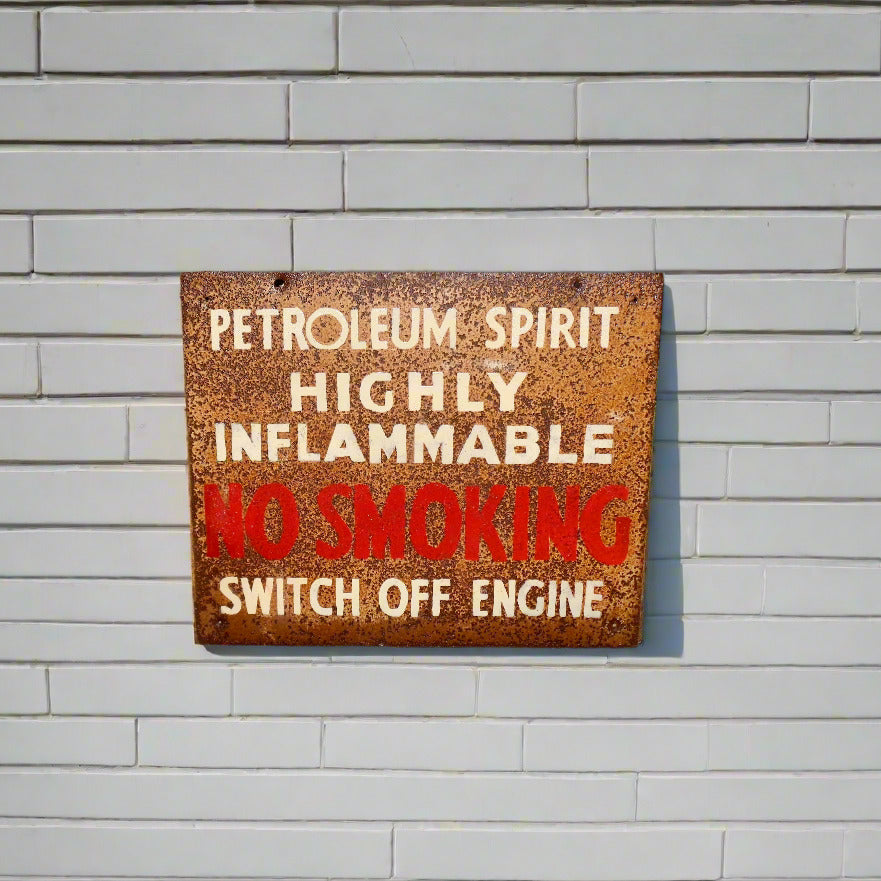 PETROLEUM SPIRIT
HIGHLY
INFLAMMABLE
NO SMOKING
SWITCH OFF ENGINE